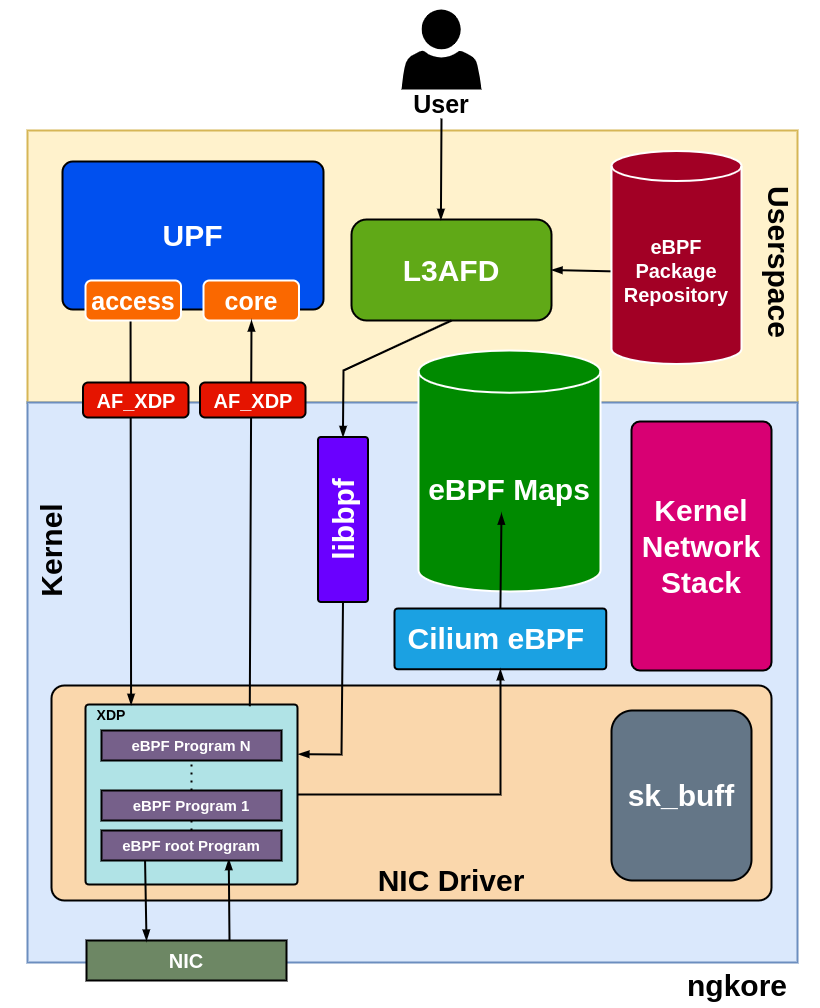 User
UPF
access
core
L3AFD
eBPF
Package
Repository
Userspace
AF_XDP
AF_XDP
Kernel
libbpf
eBPF Maps
Kernel
Network
Stack
Cilium eBPF
XDP
eBPF Program N
eBPF Program 1
eBPF root Program
sk_buff
NIC Driver
NIC
ngkore